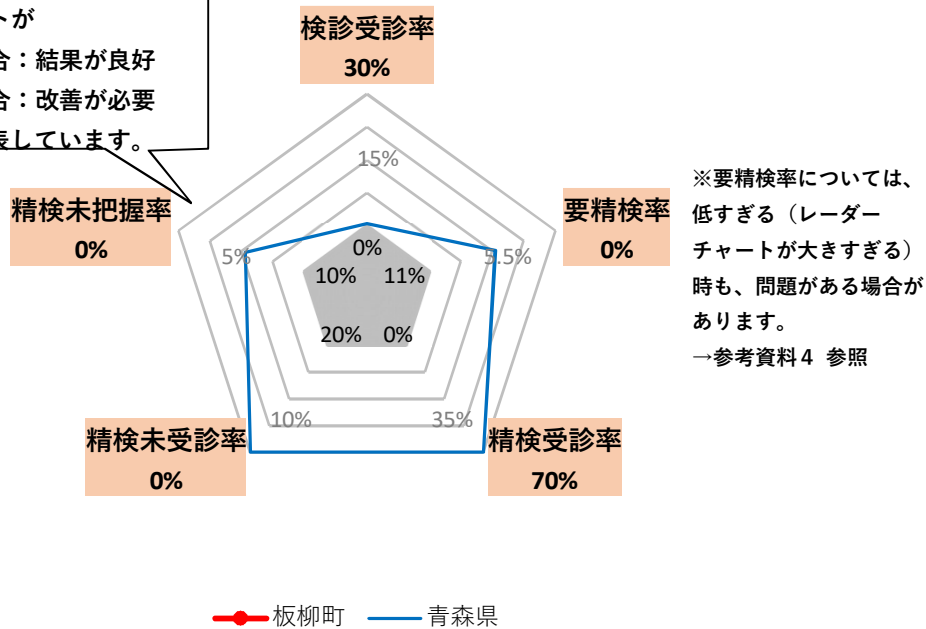 トが
合：結果が良好
合：改善が必要
表しています。
検診受診率
30%
15%
精検未把握率
0%
要精検率
0%
※要精検率については、
低すぎる（レーダー
チャートが大きすぎる）
時も、問題がある場合が
あります。
→参考資料４ 参照
5%
5.5%
0%
10%
11%
20%
0%
10%
35%
精検未受診率
0%
精検受診率
70%
板柳町
青森県